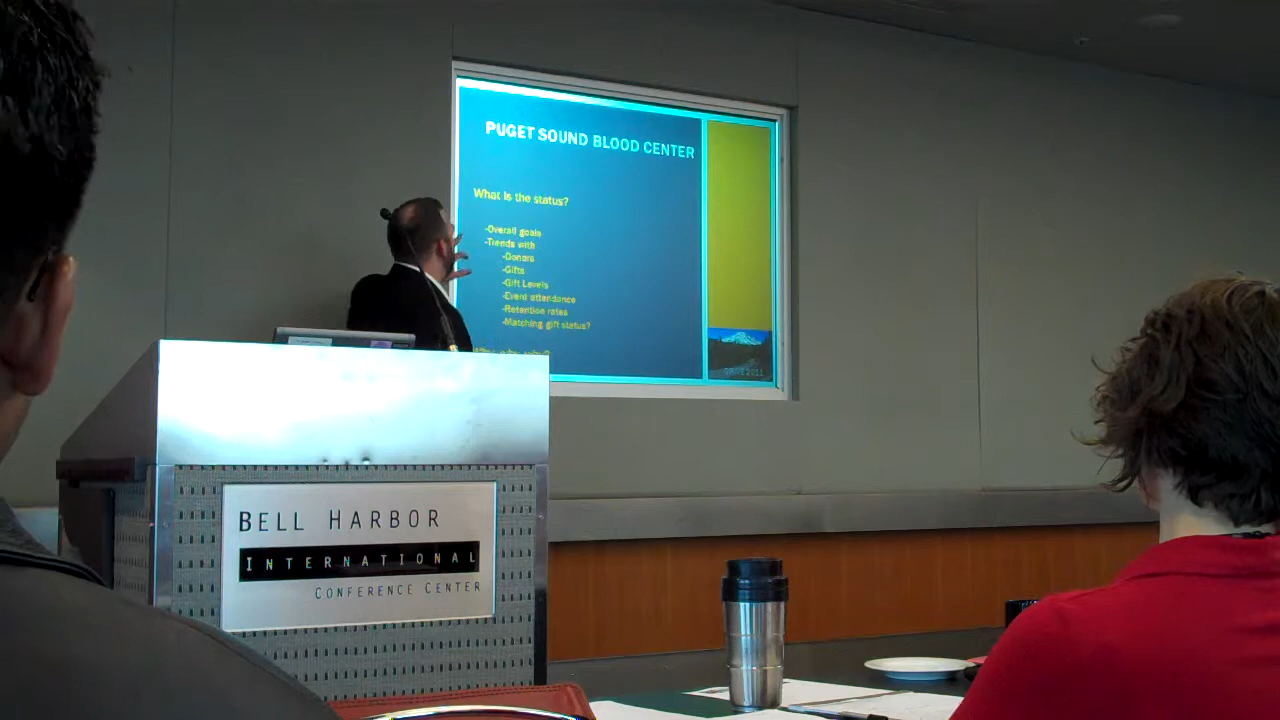 PUGET SOUND BLOOD CENTER
What is the status?
-Overall goals
-Trends with
-Donors
-Gifts
-Gift Levels
-Event attendance
-Retention rates
-Matching gift status?
BELL HARBOR
INTERNATIONAL
CONFERENCE CENTER